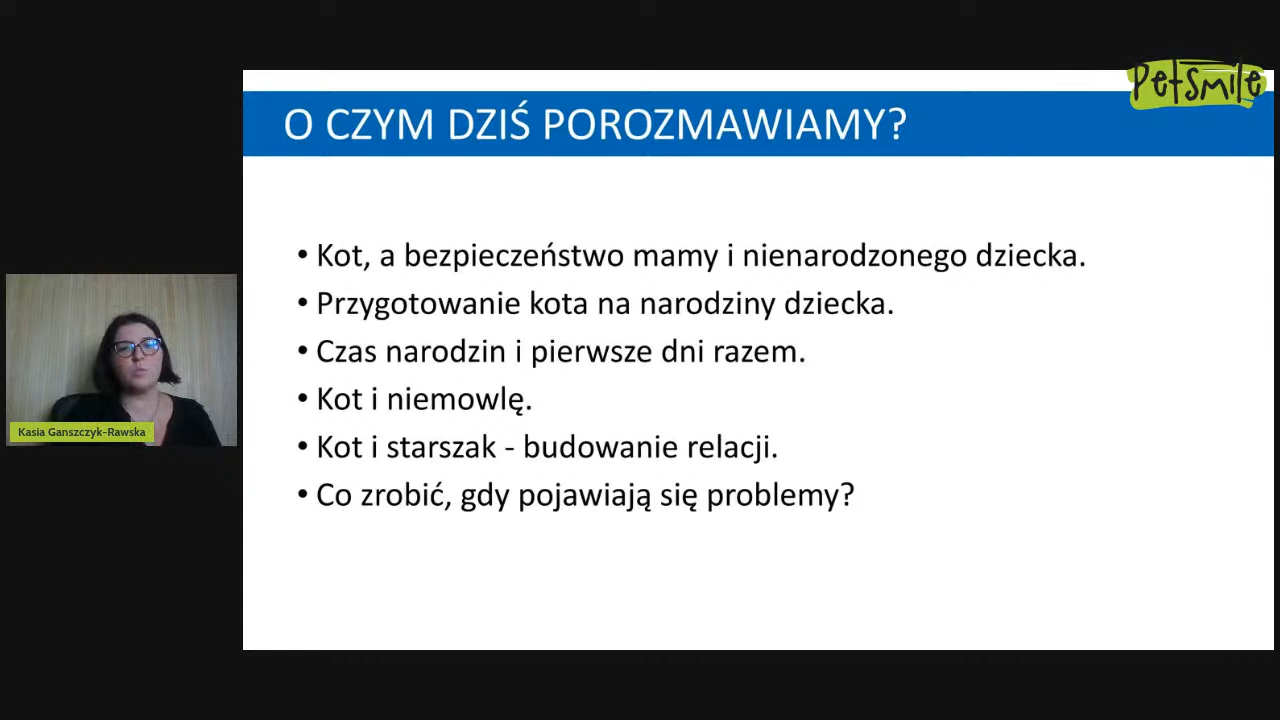 PetSmile
O CZYM DZIŚ POROZMAWIAMY?
• Kot, a bezpieczeństwo mamy i nienarodzonego dziecka.
• Przygotowanie kota na narodziny dziecka.
• Czas narodzin i pierwsze dni razem.
• Kot i niemowlę.
• Kot i starszak - budowanie relacji.
• Co zrobić, gdy pojawiają się problemy?
Kasia Ganszczyk-Rawska